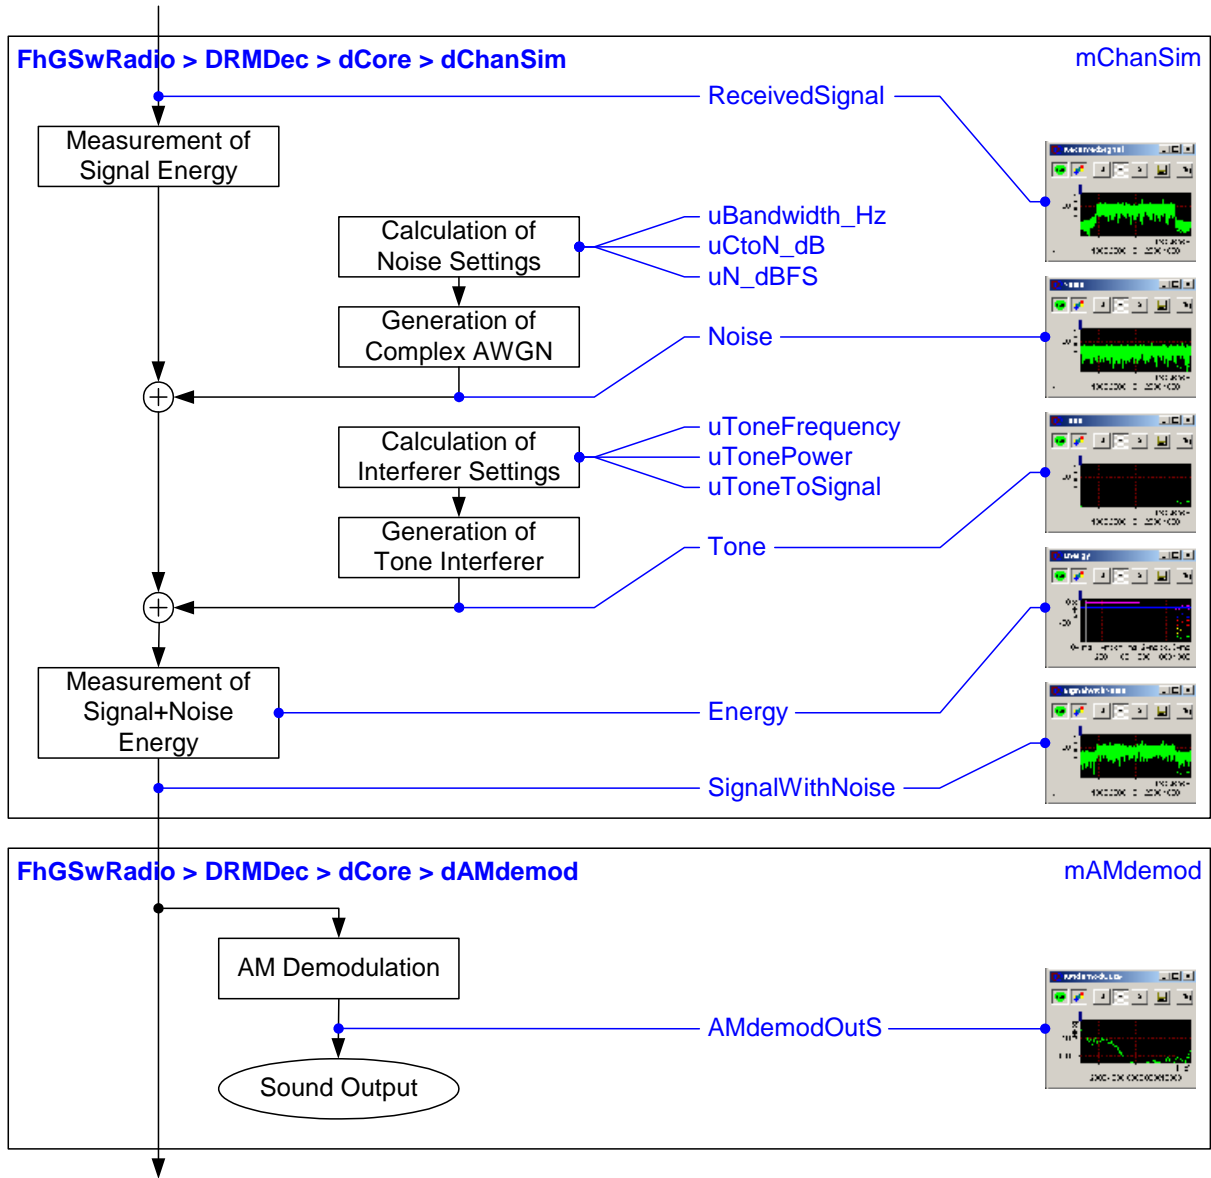 FhGSwRadio > DRMDec > dCore > dChanSim
mChanSim
ReceivedSignal
Measurement of
Signal Energy
Calculation of
Noise Settings
uBandwidth_Hz
uCtoN_dB
uN_dBFS
Generation of
Complex AWGN
Noise
Calculation of
Interferer Settings
uToneFrequency
uTonePower
uToneToSignal
Generation of
Tone Interferer
Tone
Measurement of
Signal+Noise
Energy
Energy
SignalWithNoise
FhGSwRadio > DRMDec > dCore > dAMdemod
mAMdemod
AM Demodulation
AMdemodOutS
Sound Output